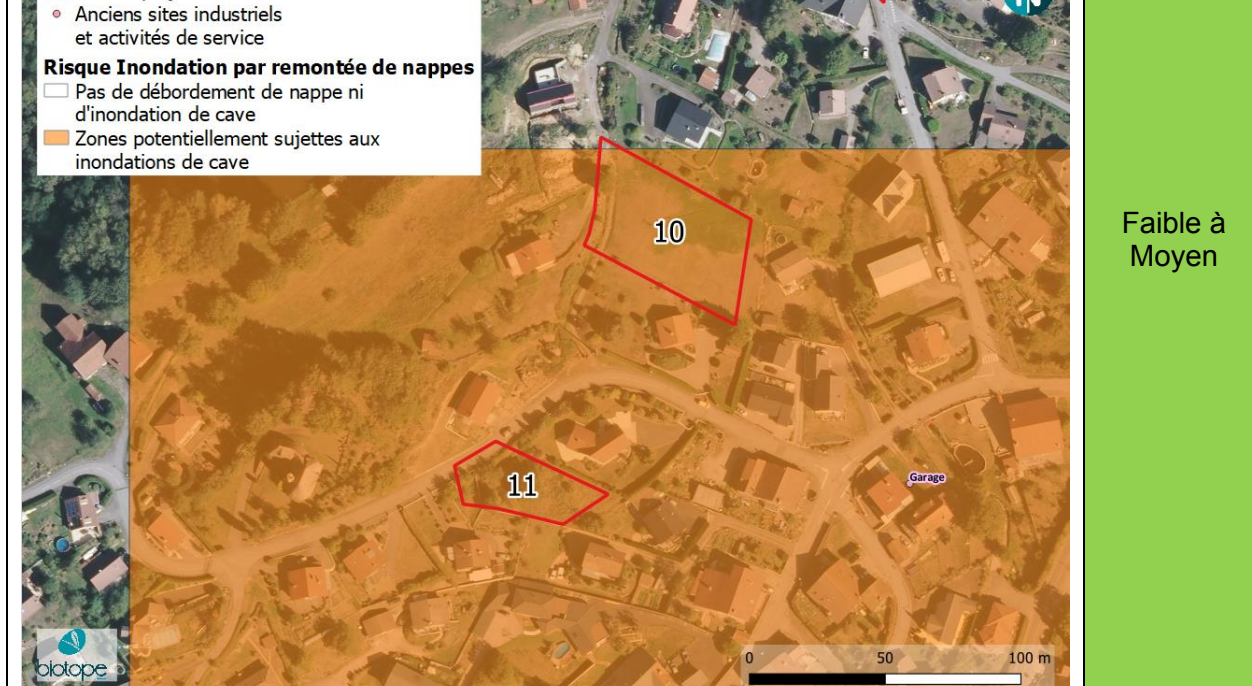 Anciens sites industriels
et activités de service
Risque Inondation par remontée de nappes
Pas de débordement de nappe ni
d'inondation de cave
Zones potentiellement sujettes aux
inondations de cave
10
11
Garage
Faible à
Moyen
biotope
0 50 100 m